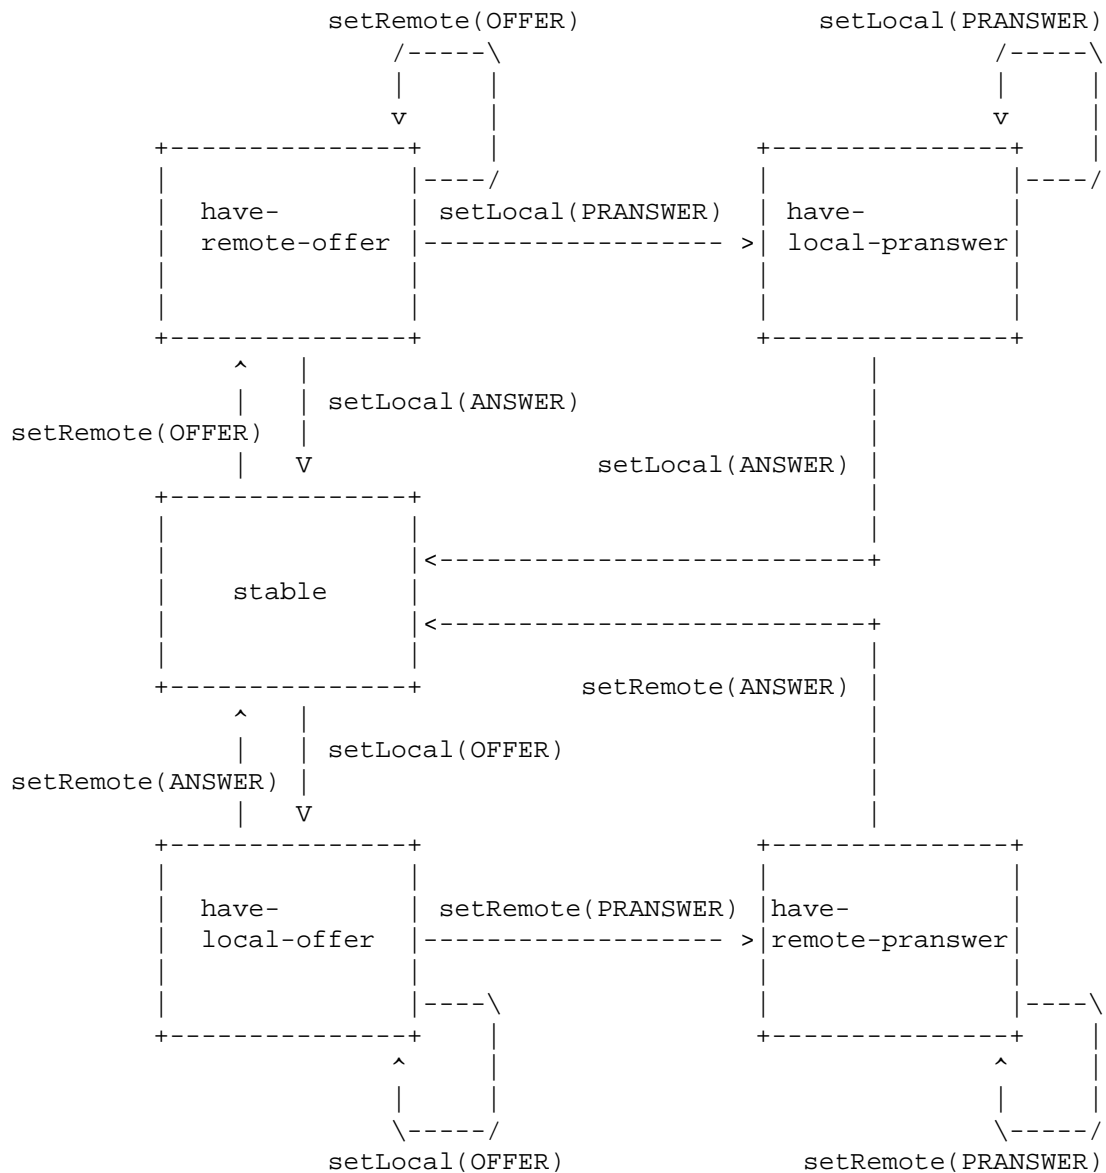 setRemote(OFFER) setLocal(PRANSWER)
have- setLocal(PRANSWER) have-
remote-offer local-pranswer
setLocal(ANSWER)
setRemote(OFFER)
setLocal(ANSWER)
stable
setRemote(ANSWER)
setLocal(OFFER)
setRemote(ANSWER)
have- setRemote(PRANSWER) have-
local-offer remote-pranswer
setLocal(OFFER) setRemote(PRANSWER)